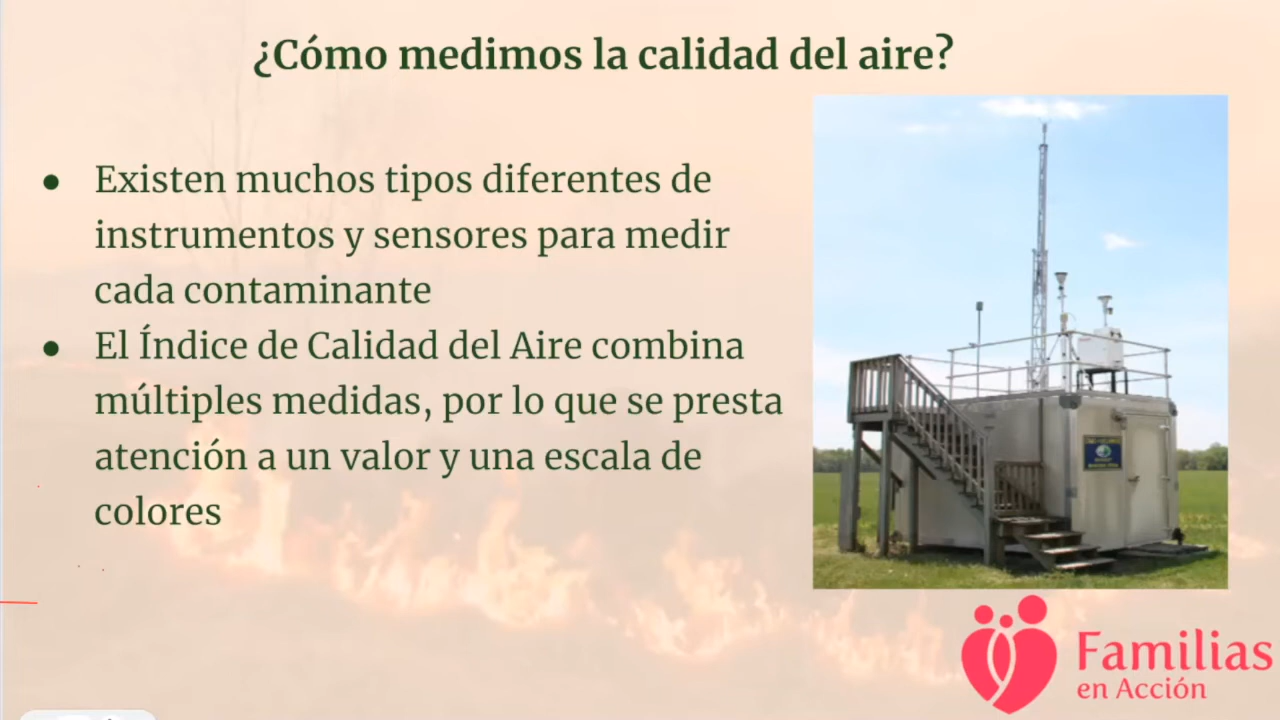 ¿Cómo medimos la calidad del aire?
● Existen muchos tipos diferentes de
instrumentos y sensores para medir
cada contaminante
● El Índice de Calidad del Aire combina
múltiples medidas, por lo que se presta
atención a un valor y una escala de
colores
Familias
en Acción